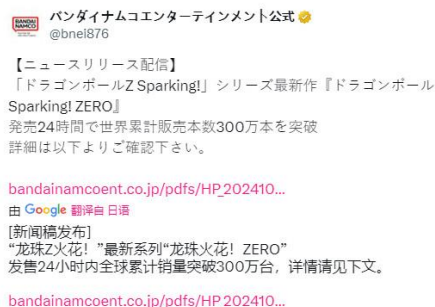 BANDAI
NAMCO
バンダイナムコエンターテインメント公式
@bnei876
【ニュースリリース配信】
「ドラゴンボールZ Sparking!」シリーズ最新作『ドラゴンボール
Sparking! ZERO』
発売24時間で世界累計販売本数300万本を突破
詳細は以下よりご確認下さい。
bandainamcoent.co.jp/pdfs/HP_202410...
由 Google 翻译自 日语
[新闻稿发布]
“龙珠Z火花！”最新系列“龙珠火花！ZERO”
发售24小时内全球累计销量突破300万台，详情请见下文。
bandainamcoent.co.jp/pdfs/HP_202410...